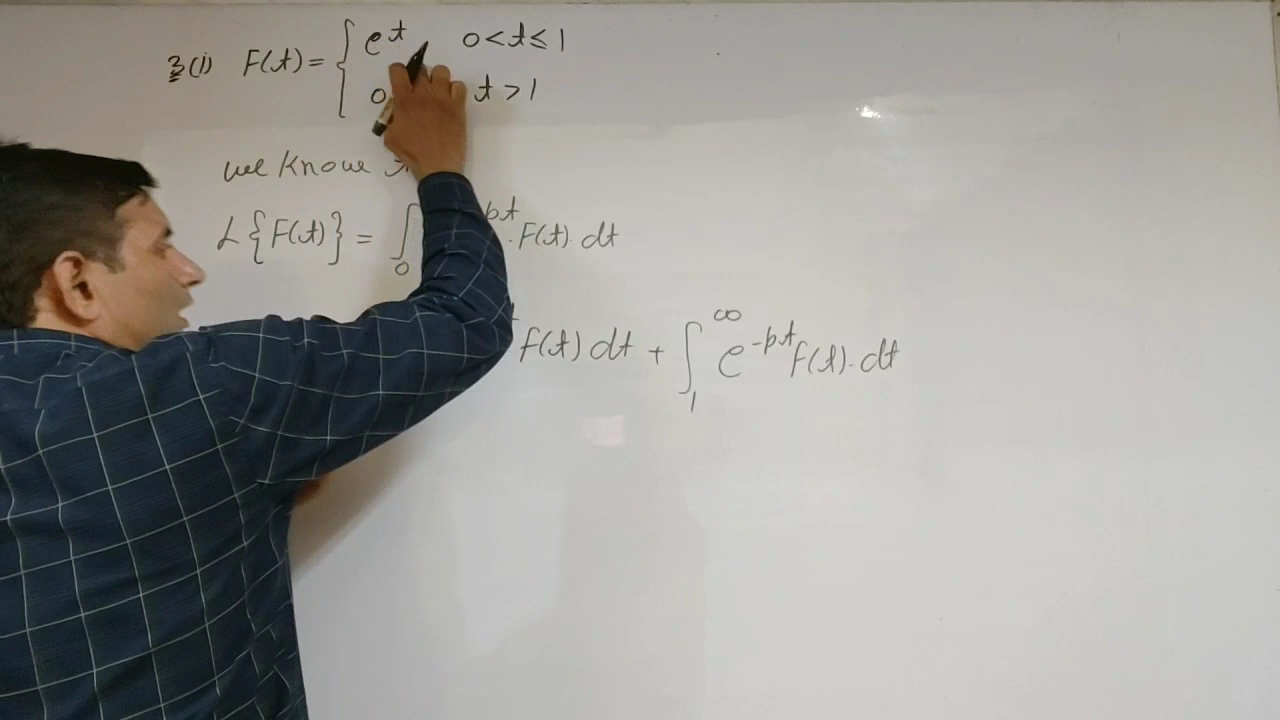 3(i) F(t) = { e^t, 0 < t ≤ 1
0 t > 1
we know
L{F(t)} = ∫₀ pt . F(t). dt
f(t) dt + ∫₁^∞ e^-pt f(t). dt